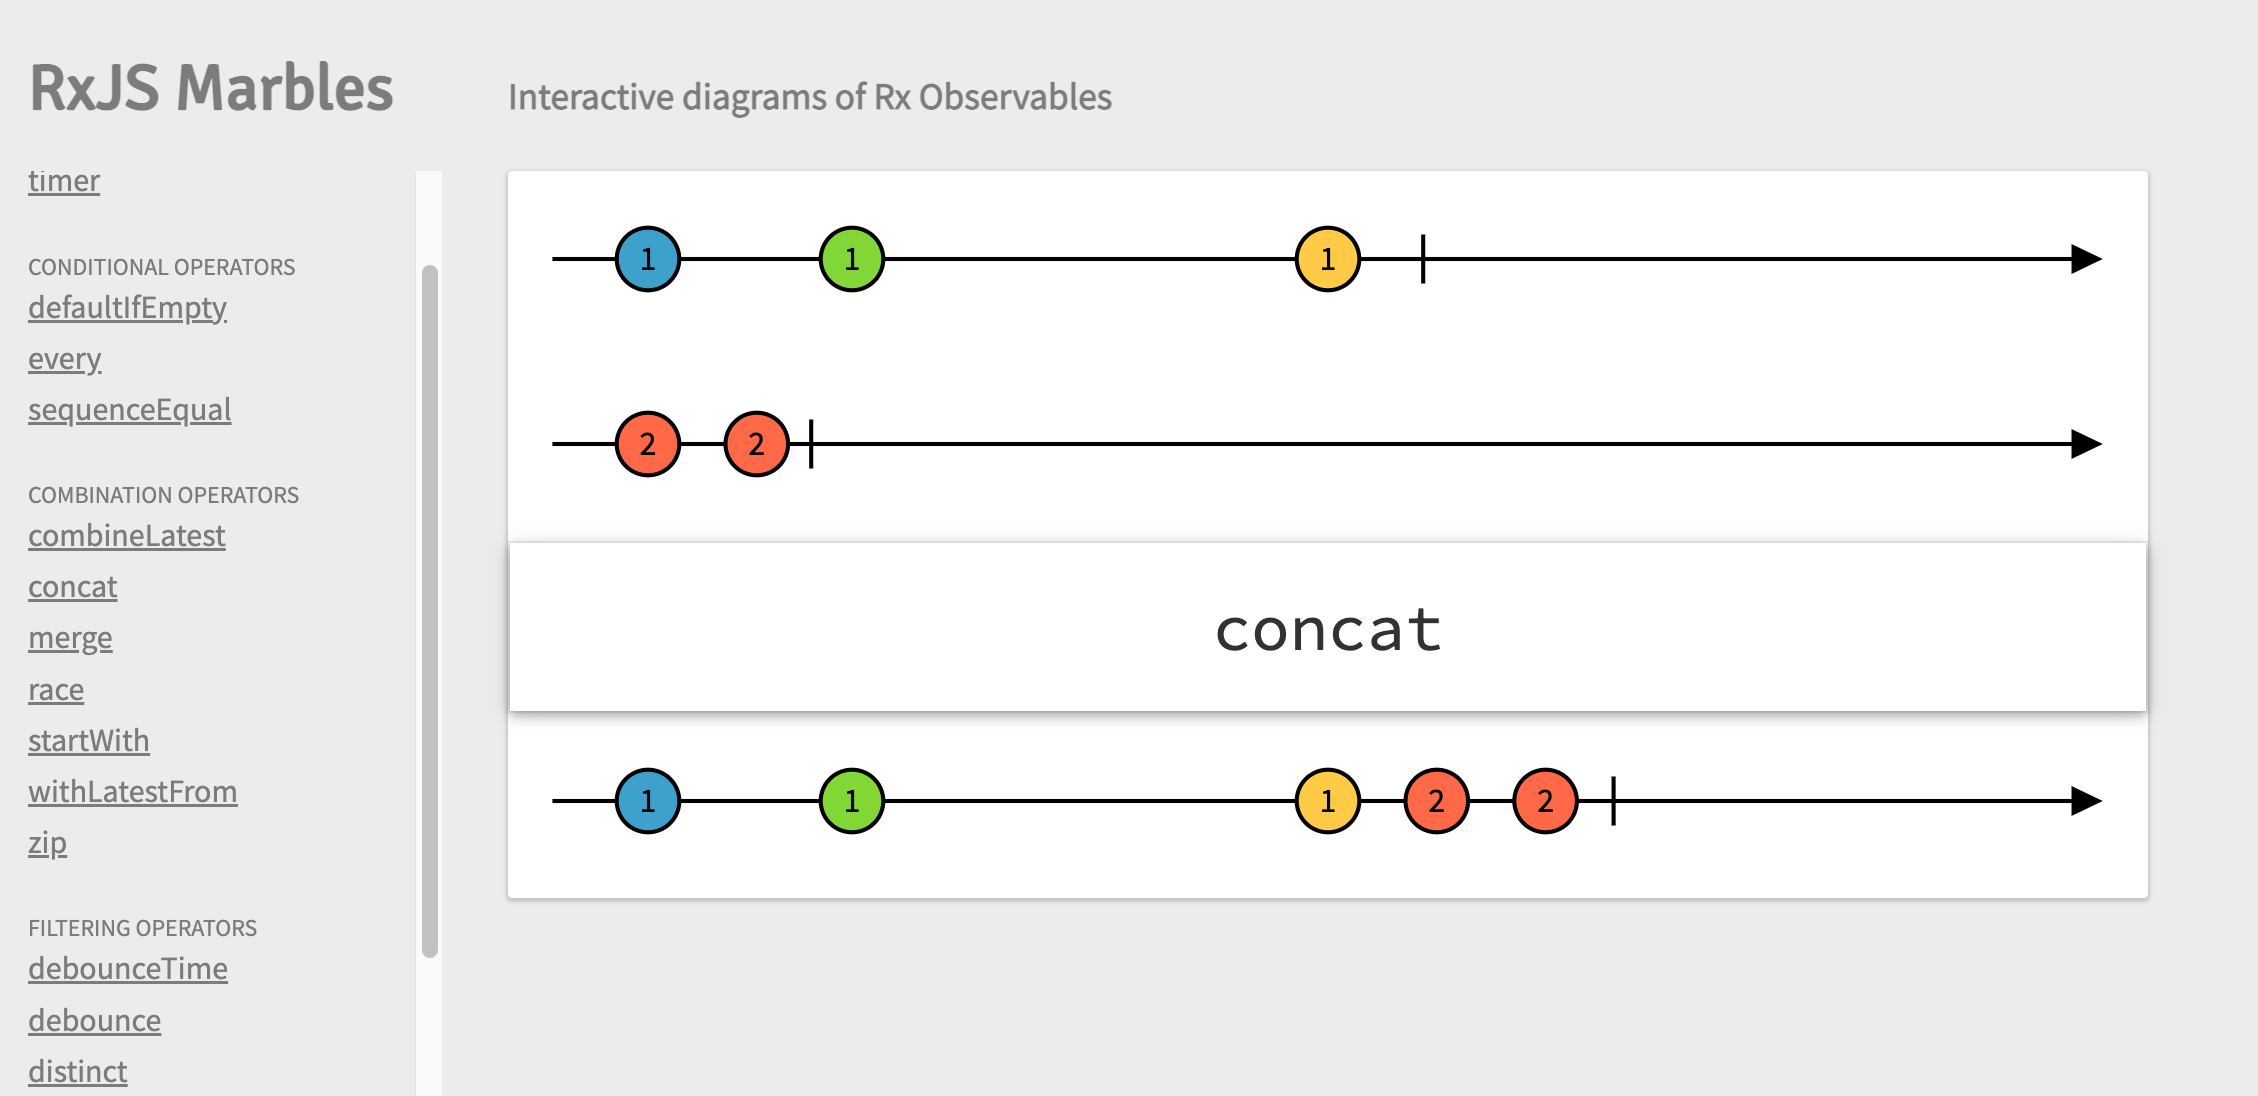 RxJS Marbles
Interactive diagrams of Rx Observables
timer
CONDITIONAL OPERATORS
defaultIfEmpty
every
sequenceEqual
COMBINATION OPERATORS
combineLatest
concat
merge
race
startWith
withLatestFrom
zip
FILTERING OPERATORS
debounceTime
debounce
distinct
1 1 1
2 2
concat
1 1 1 2 2